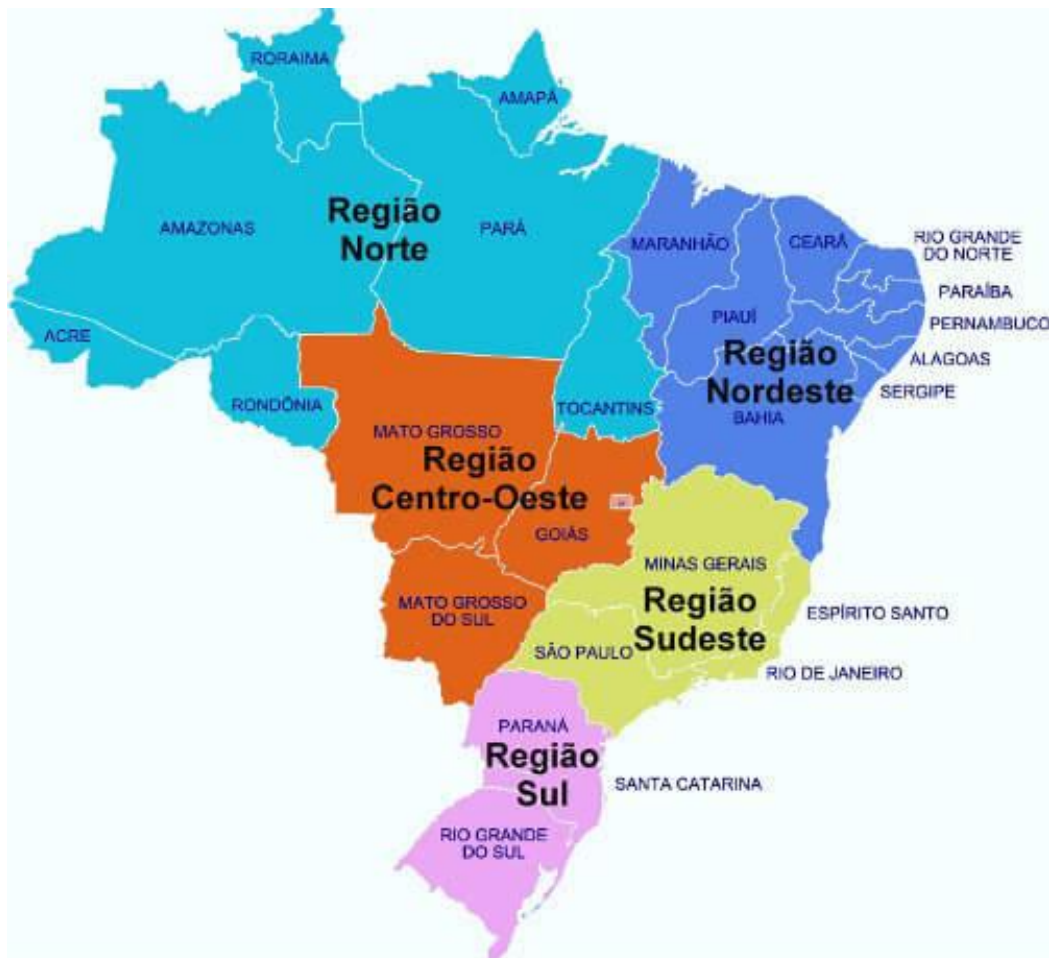 RORAIMA
AMAPÁ
AMAZONAS
Região
Norte
PARÁ
MARANHÃO
CEARÁ
RIO GRANDE
DO NORTE
PARAÍBA
PIAUÍ
PERNAMBUCO
ACRE
Região
Nordeste
ALAGOAS
SERGIPE
RONDÔNIA
TOCANTINS
BAHIA
MATO GROSSO
Região
Centro-Oeste
GOIÁS
MINAS GERAIS
MATO GROSSO
DO SUL
Região
Sudeste
ESPÍRITO SANTO
SÃO PAULO
RIO DE JANEIRO
PARANÁ
Região
Sul
SANTA CATARINA
RIO GRANDE
DO SUL